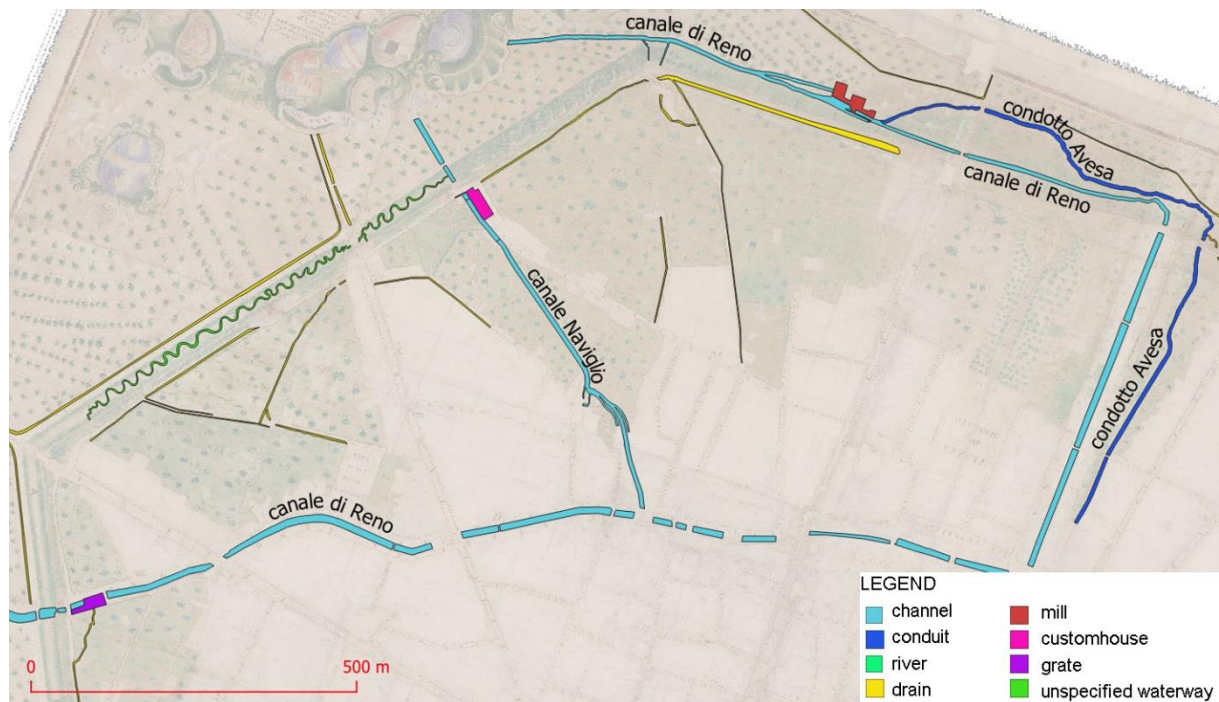 canale di Reno
condotto Avesa
canale di Reno
canale Naviglio
condotto Avesa
canale di Reno
0 500 m
LEGEND
channel
conduit
river
drain
mill
customhouse
grate
unspecified waterway